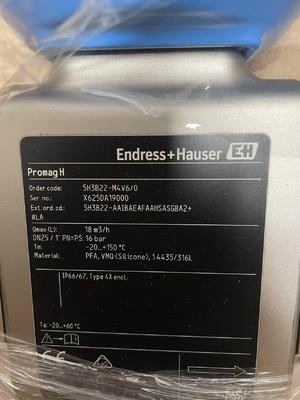 Endress+Hauser EH
Promag H
Order code: 5H3B22-M4V6/0
Ser. no.: X625DA19000
Ext. ord. cd.: 5H3B22-AAIBAEAFAAHSASGBA2+
#LA
Qmax(L): 18 m3/h
DN25 / 1" PN=PS: 16 bar
Tm: -20...+150°C
Material: PFA, VMQ (Silicone), 1.4435/316L
IP66/67, Type 4X encl.
Ta: -20...+60°C